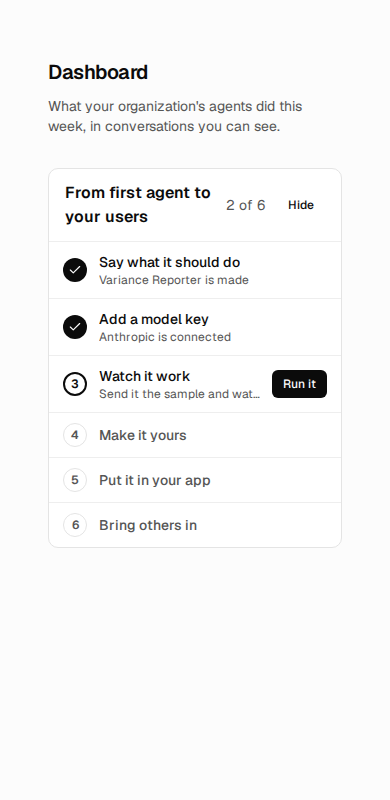 Dashboard
What your organization's agents did this
week, in conversations you can see.
From first agent to
your users
2 of 6
Hide
Say what it should do
Variance Reporter is made
Add a model key
Anthropic is connected
3
Watch it work
Send it the sample and wat...
Run it
4
Make it yours
5
Put it in your app
6
Bring others in